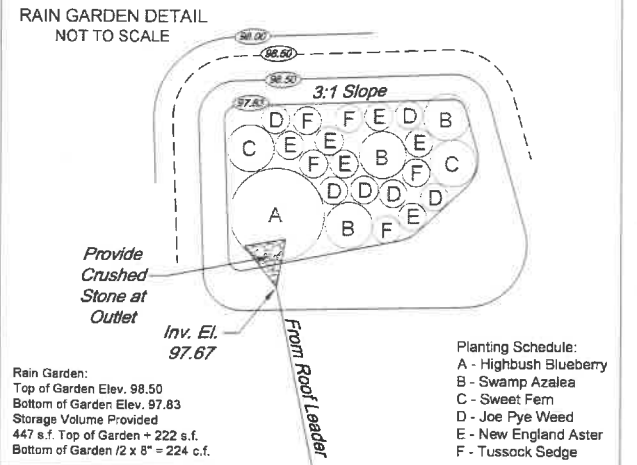 RAIN GARDEN DETAIL
NOT TO SCALE
98.00
98.50
98.50
97.83
3:1 Slope
D F F E D B
C E E B E C
F E F
D D D D
A B F E
Provide
Crushed
Stone at
Outlet
Inv. El.
97.67
From Roof Leader
Rain Garden:
Top of Garden Elev. 98.50
Bottom of Garden Elev. 97.83
Storage Volume Provided
447 s.f. Top of Garden + 222 s.f.
Bottom of Garden /2 x 8" = 224 c.f.
Planting Schedule:
A - Highbush Blueberry
B - Swamp Azalea
C - Sweet Fern
D - Joe Pye Weed
E - New England Aster
F - Tussock Sedge